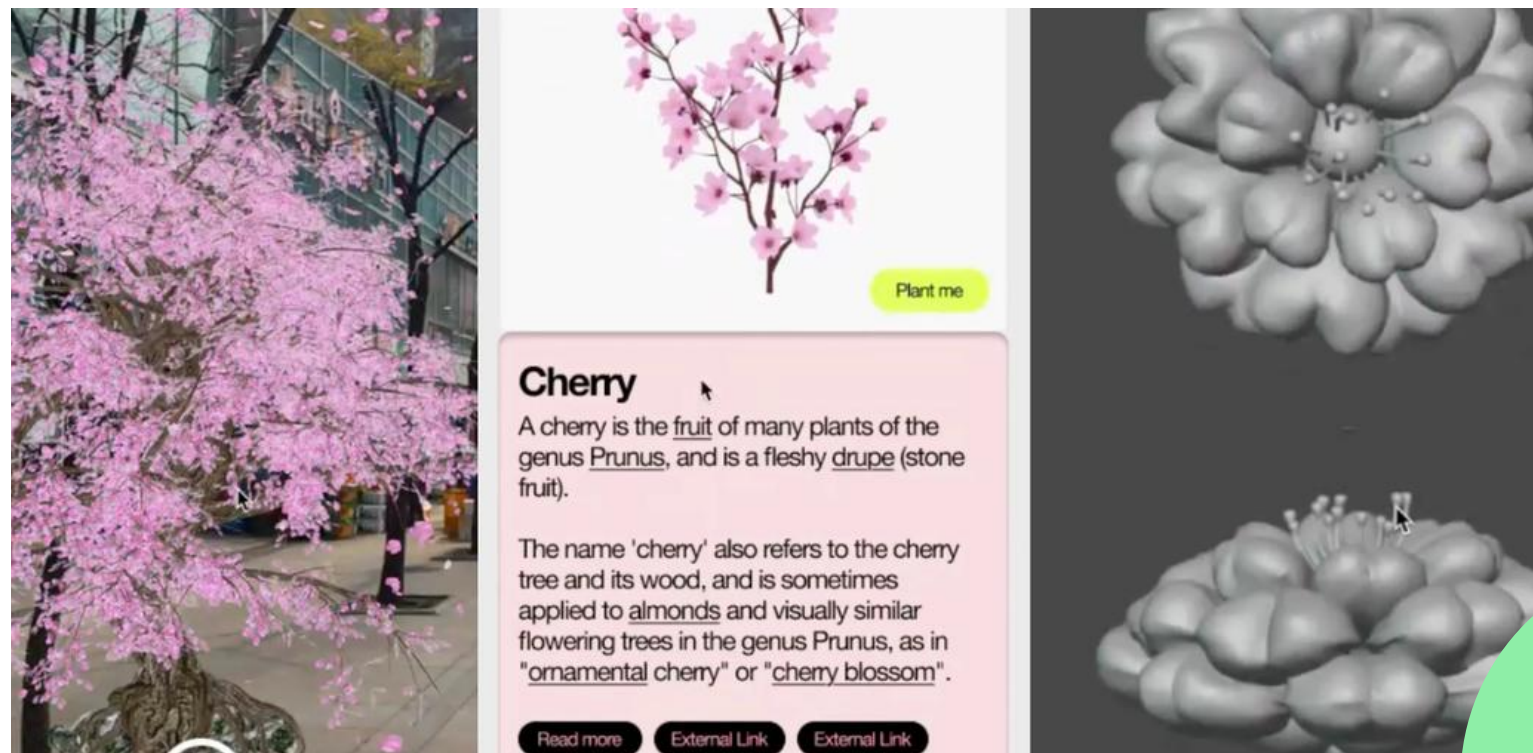 Plant me
Cherry
A cherry is the fruit of many plants of the
genus Prunus, and is a fleshy drupe (stone
fruit).
The name 'cherry' also refers to the cherry
tree and its wood, and is sometimes
applied to almonds and visually similar
flowering trees in the genus Prunus, as in
"ornamental cherry" or "cherry blossom".
Read more
External Link
External Link